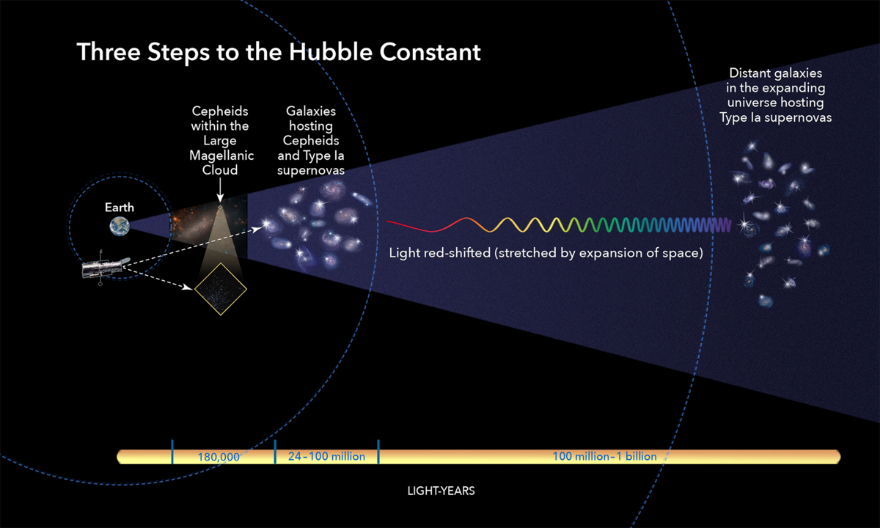 Three Steps to the Hubble Constant
Earth
Cepheids
within the
Large
Magellanic
Cloud
Galaxies
hosting
Cepheids
and Type Ia
supernovas
Light red-shifted (stretched by expansion of space)
Distant galaxies
in the expanding
universe hosting
Type Ia supernovas
180,000
24–100 million
100 million–1 billion
LIGHT-YEARS